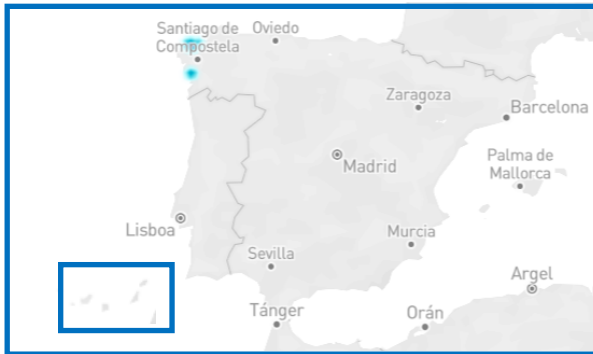 Santiago de
Compostela
Oviedo
Zaragoza
Barcelona
Madrid
Palma de
Mallorca
Lisboa
Murcia
Sevilla
Argel
Tánger
Orán